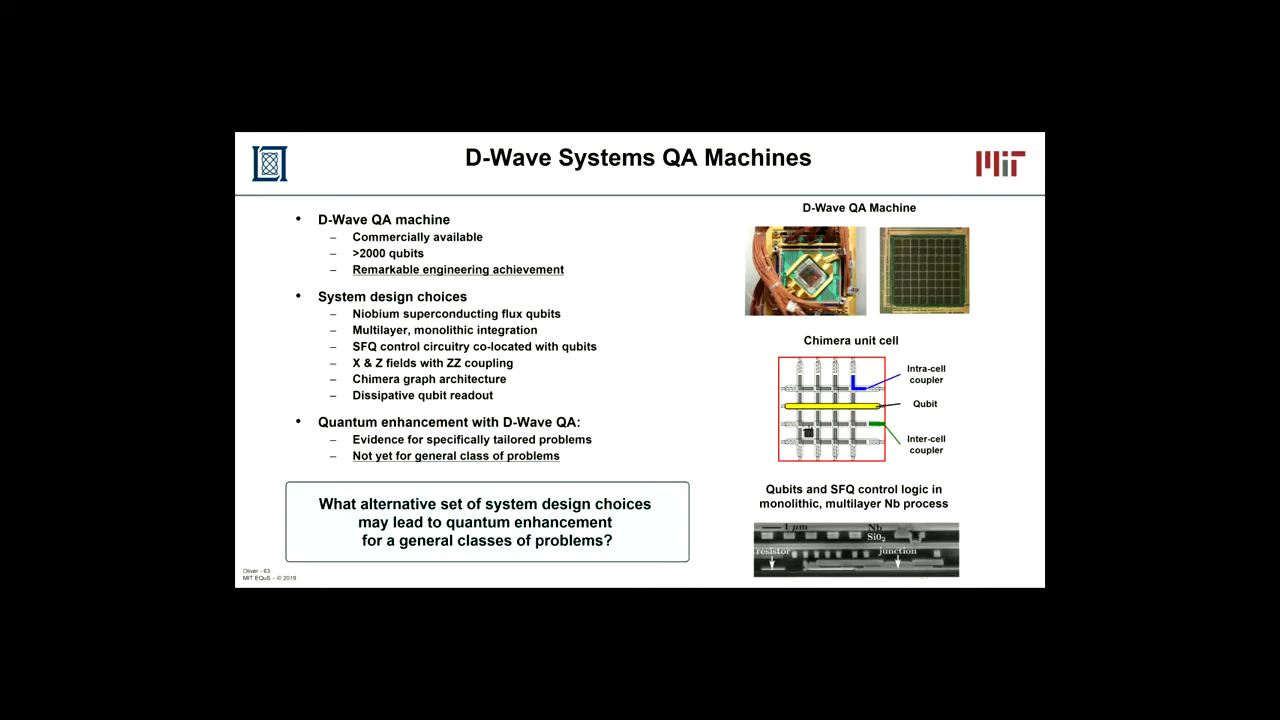 D-Wave Systems QA Machines
MIT
• D-Wave QA machine
– Commercially available
– >2000 qubits
– Remarkable engineering achievement
• System design choices
– Niobium superconducting flux qubits
– Multilayer, monolithic integration
– SFQ control circuitry co-located with qubits
– X & Z fields with ZZ coupling
– Chimera graph architecture
– Dissipative qubit readout
• Quantum enhancement with D-Wave QA:
– Evidence for specifically tailored problems
– Not yet for general class of problems
What alternative set of system design choices
may lead to quantum enhancement
for a general classes of problems?
Oliver - 63
MIT EQuS – © 2019
D-Wave QA Machine
Chimera unit cell
Intra-cell
coupler
Qubit
Inter-cell
coupler
Qubits and SFQ control logic in
monolithic, multilayer Nb process
1 µm
Nb
SiO₂
resistor
junction